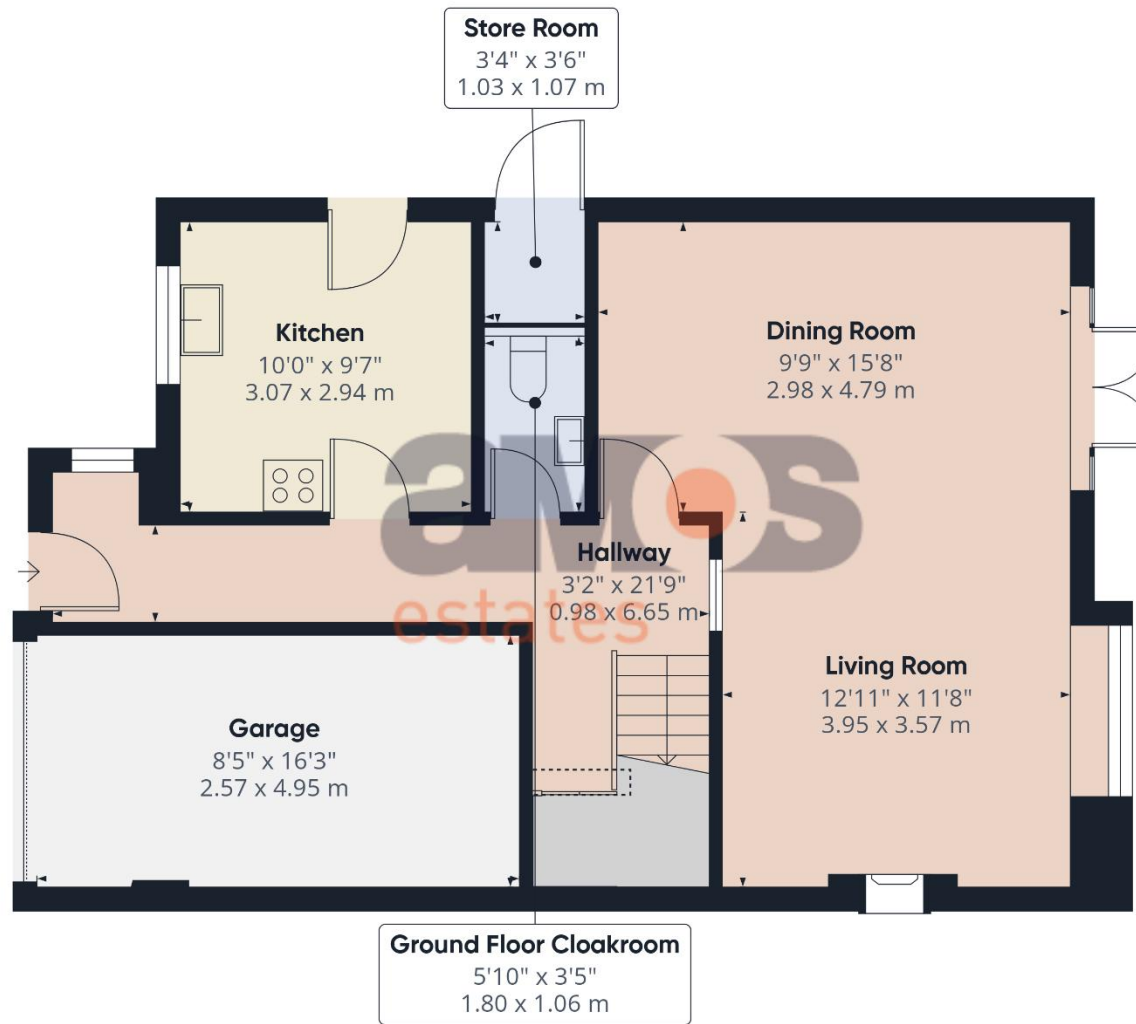 Store Room
3'4" x 3'6"
1.03 x 1.07 m
Kitchen
10'0" x 9'7"
3.07 x 2.94 m
Dining Room
9'9" x 15'8"
2.98 x 4.79 m
amos
estates
Hallway
3'2" x 21'9"
0.98 x 6.65 m
Living Room
12'11" x 11'8"
3.95 x 3.57 m
Garage
8'5" x 16'3"
2.57 x 4.95 m
Ground Floor Cloakroom
5'10" x 3'5"
1.80 x 1.06 m